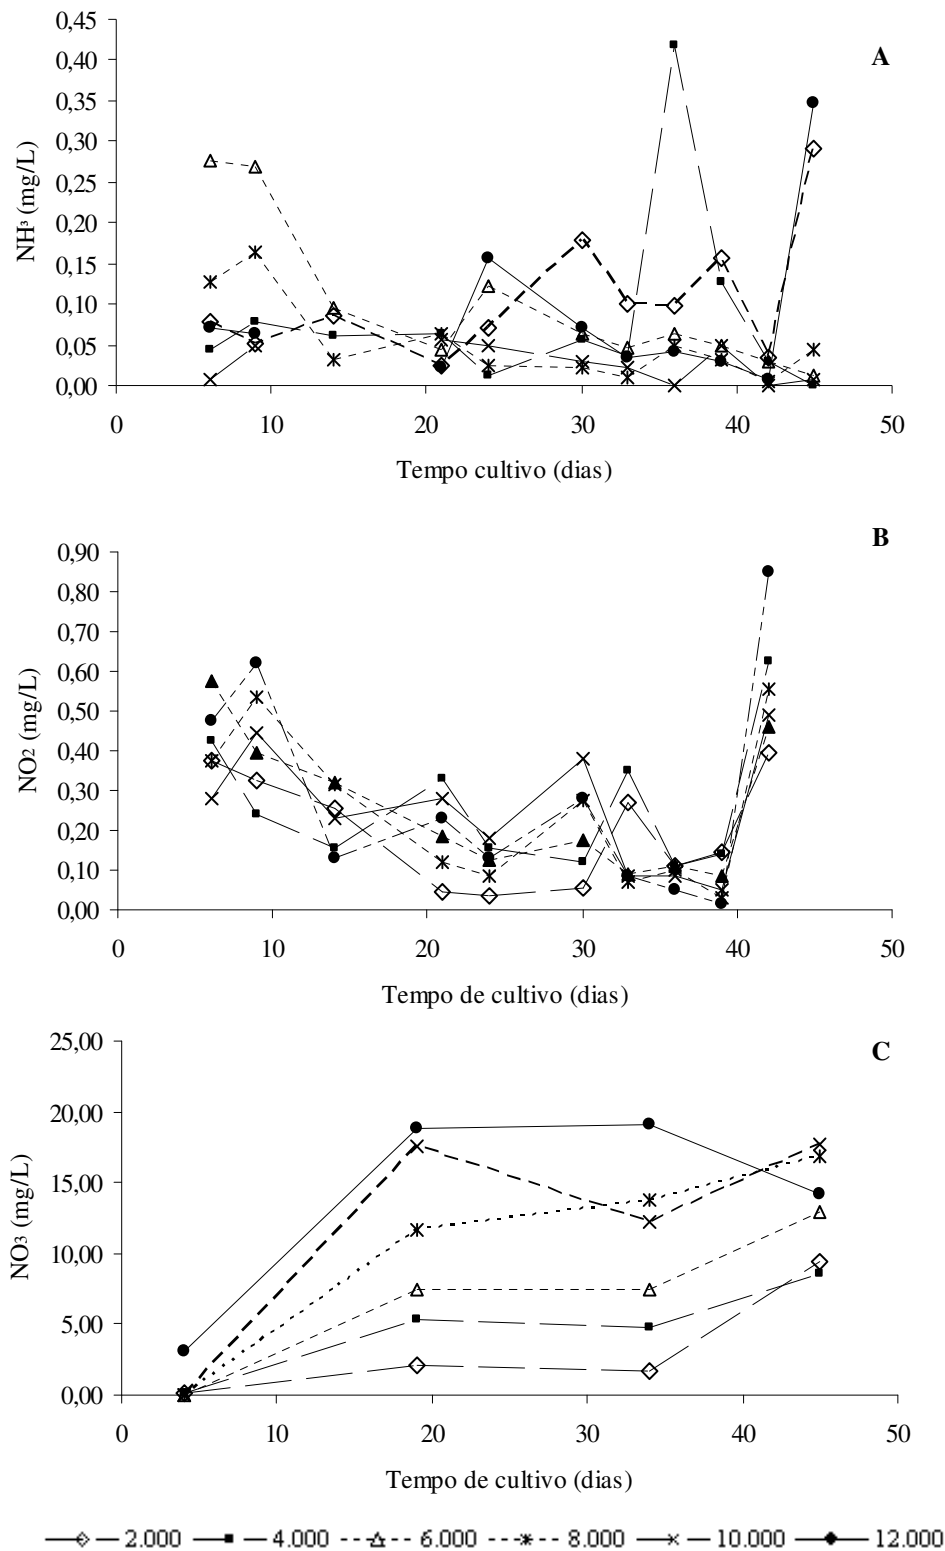 A
NH³ (mg/L)
0,45
0,40
0,35
0,30
0,25
0,20
0,15
0,10
0,05
0,00
0 10 20 30 40 50
Tempo cultivo (dias)
B
NO2 (mg/L)
0,90
0,80
0,70
0,60
0,50
0,40
0,30
0,20
0,10
0,00
0 10 20 30 40 50
Tempo de cultivo (dias)
C
NO3 (mg/L)
25,00
20,00
15,00
10,00
5,00
0,00
0 10 20 30 40 50
Tempo de cultivo (dias)
2.000 4.000 6.000 8.000 10.000 12.000